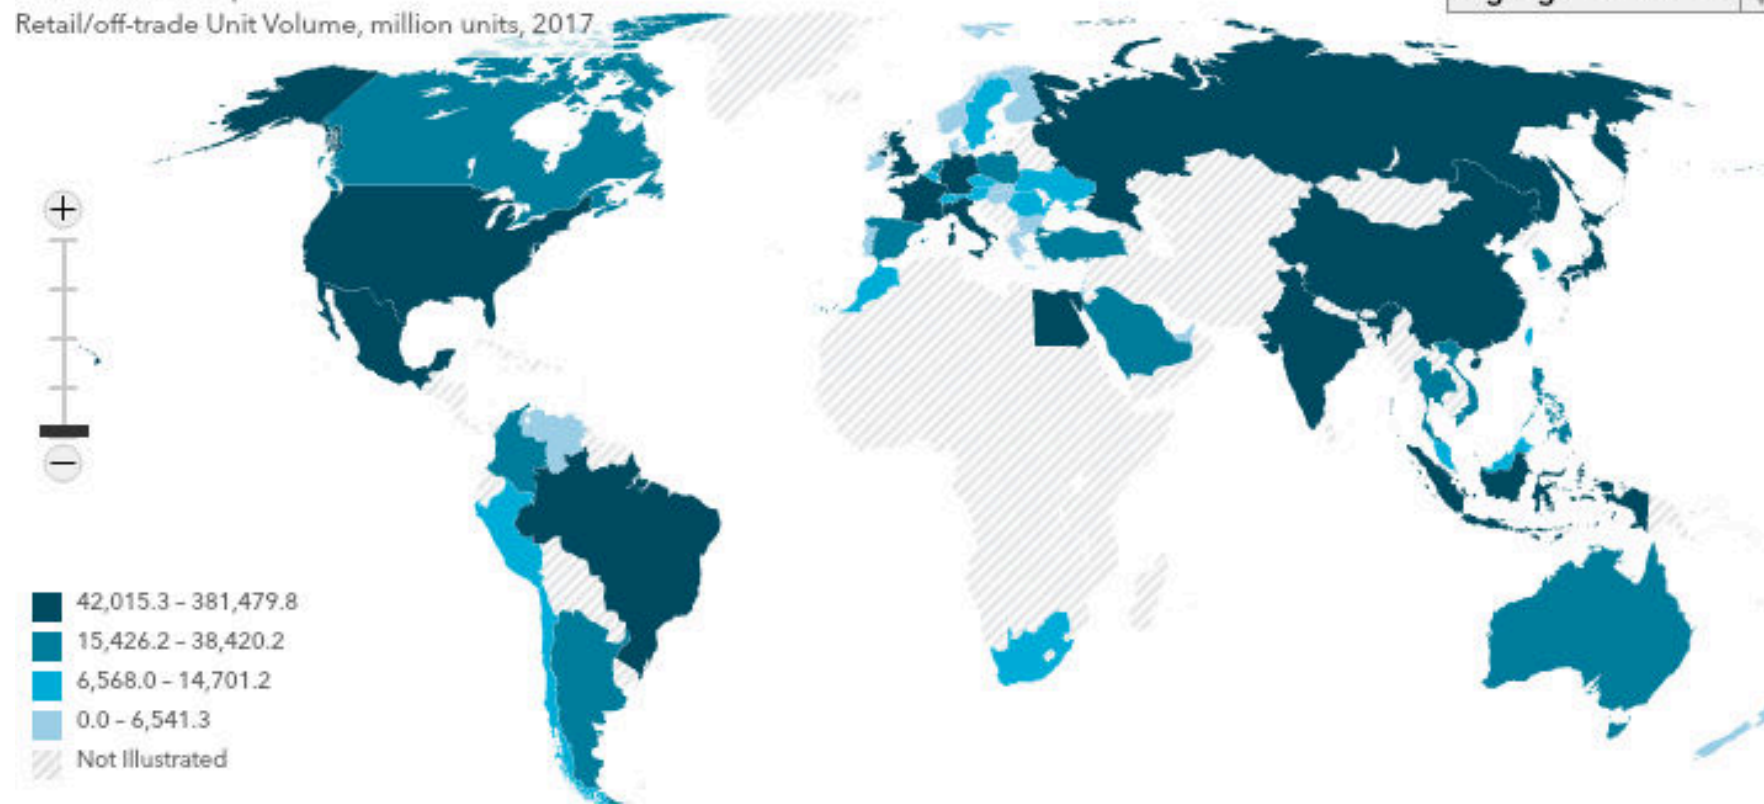 Retail/off-trade Unit Volume, million units, 2017
42,015.3 – 381,479.8
15,426.2 – 38,420.2
6,568.0 – 14,701.2
0.0 – 6,541.3
Not Illustrated